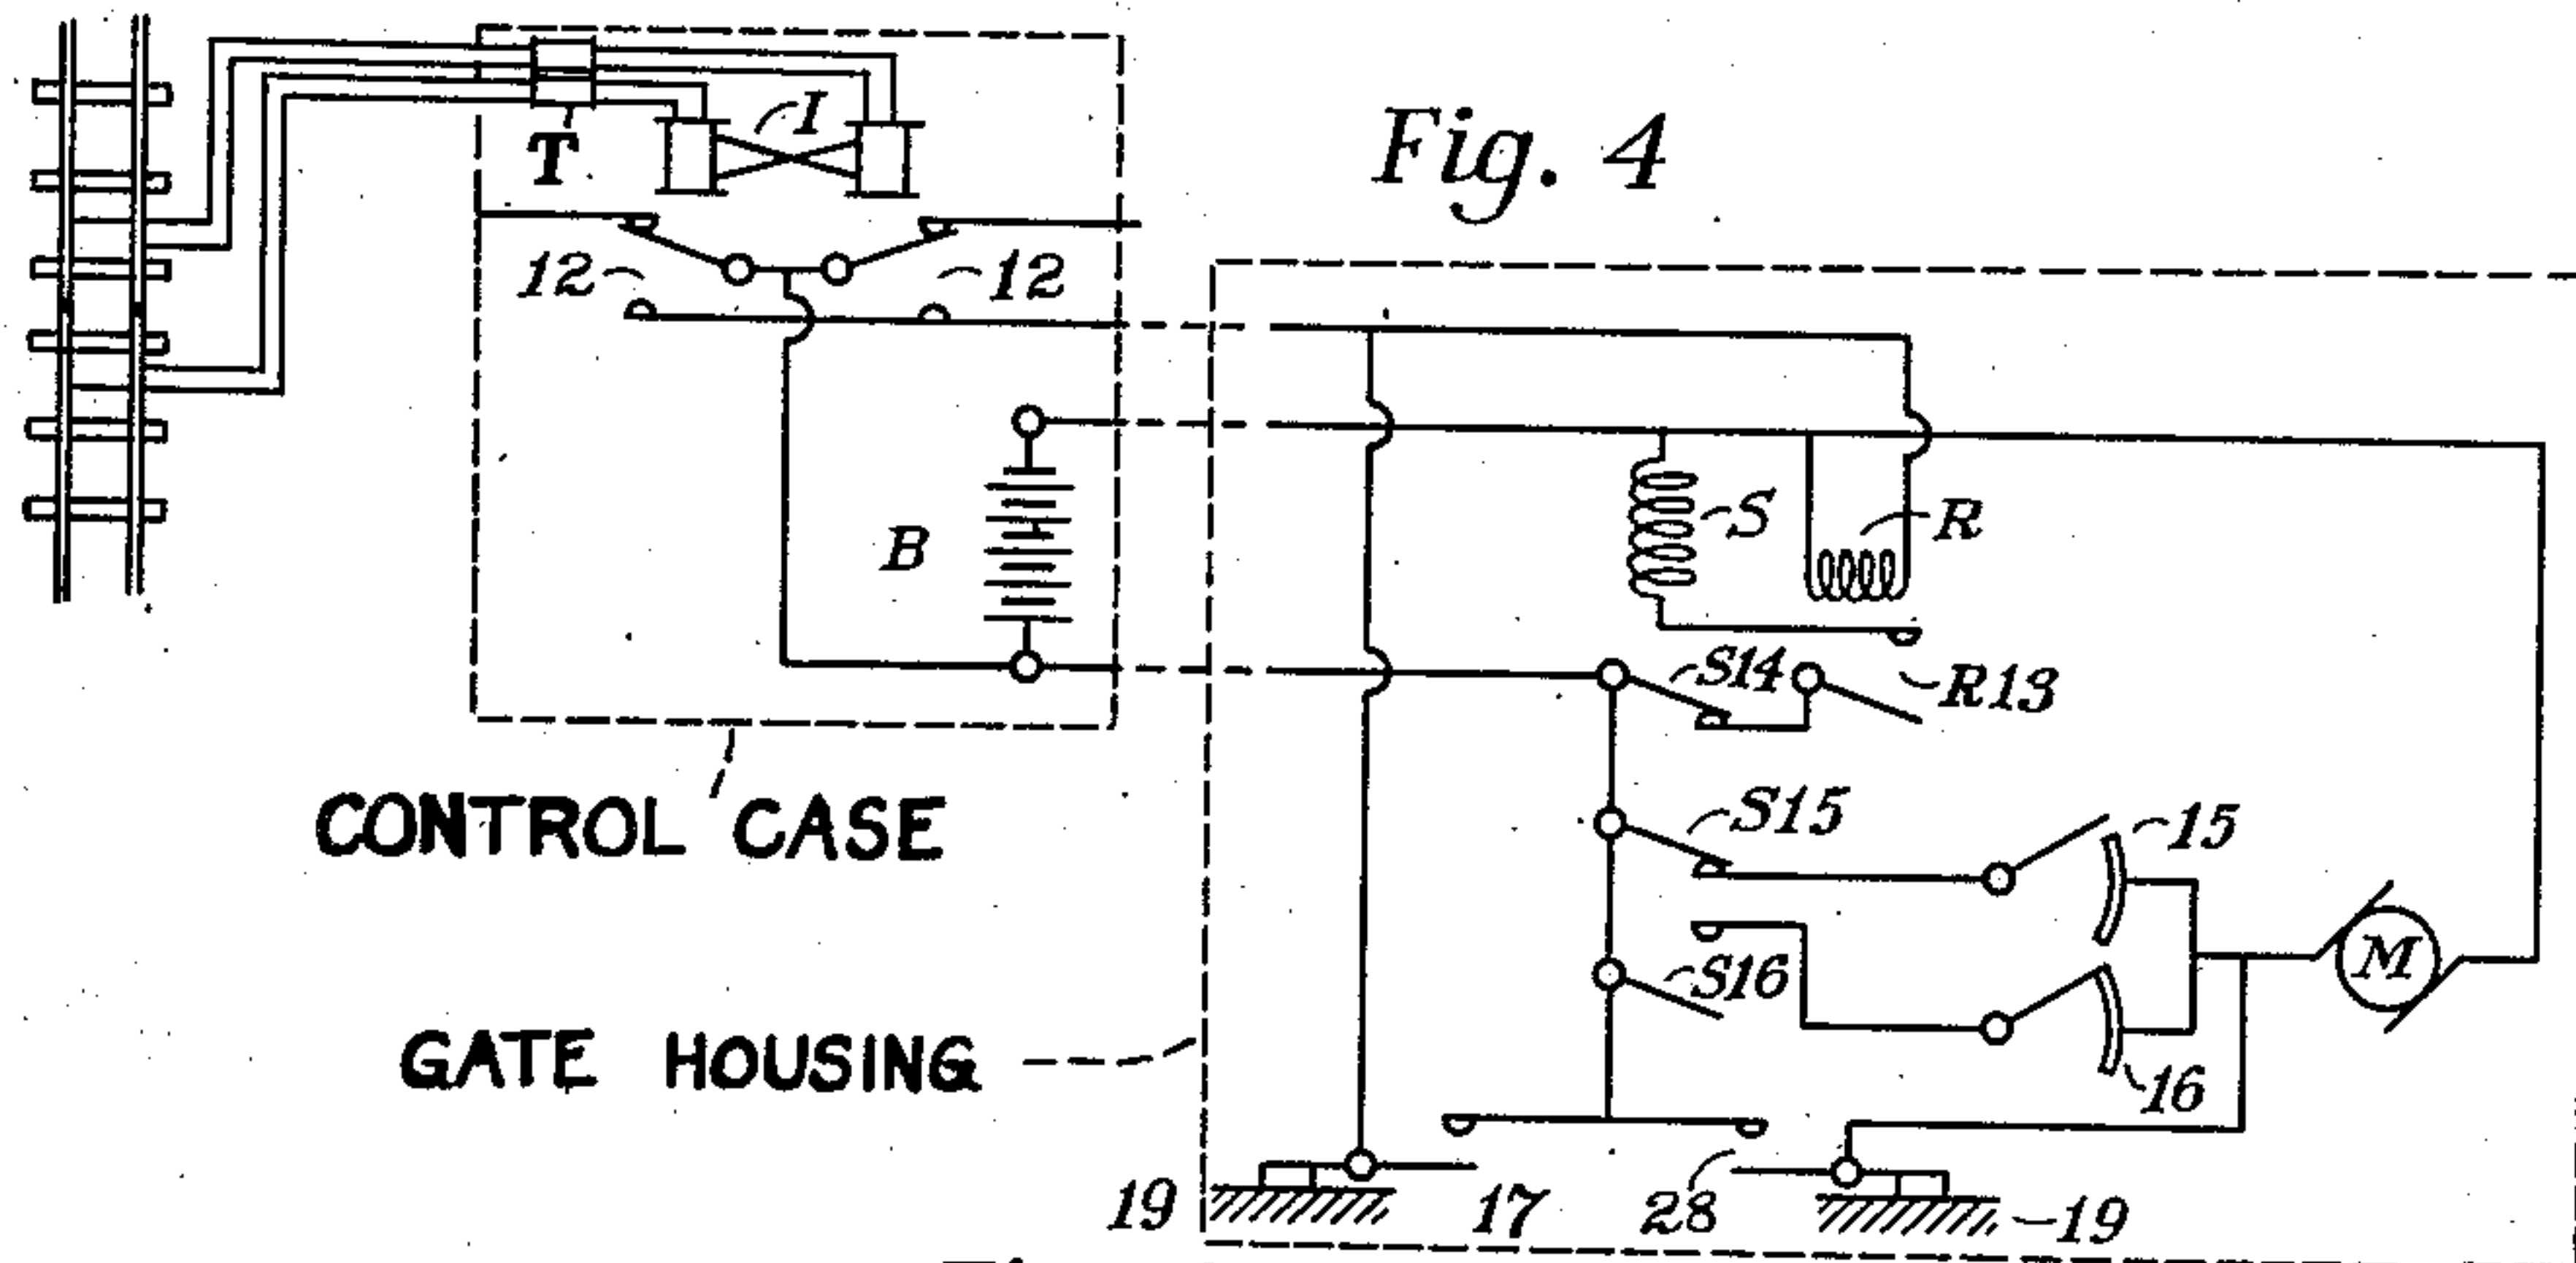 Fig. 4
I
T
12
12
B
S
R
S14
R13
S15
15
CONTROL CASE
M
S16
GATE HOUSING
16
19
17
28
19